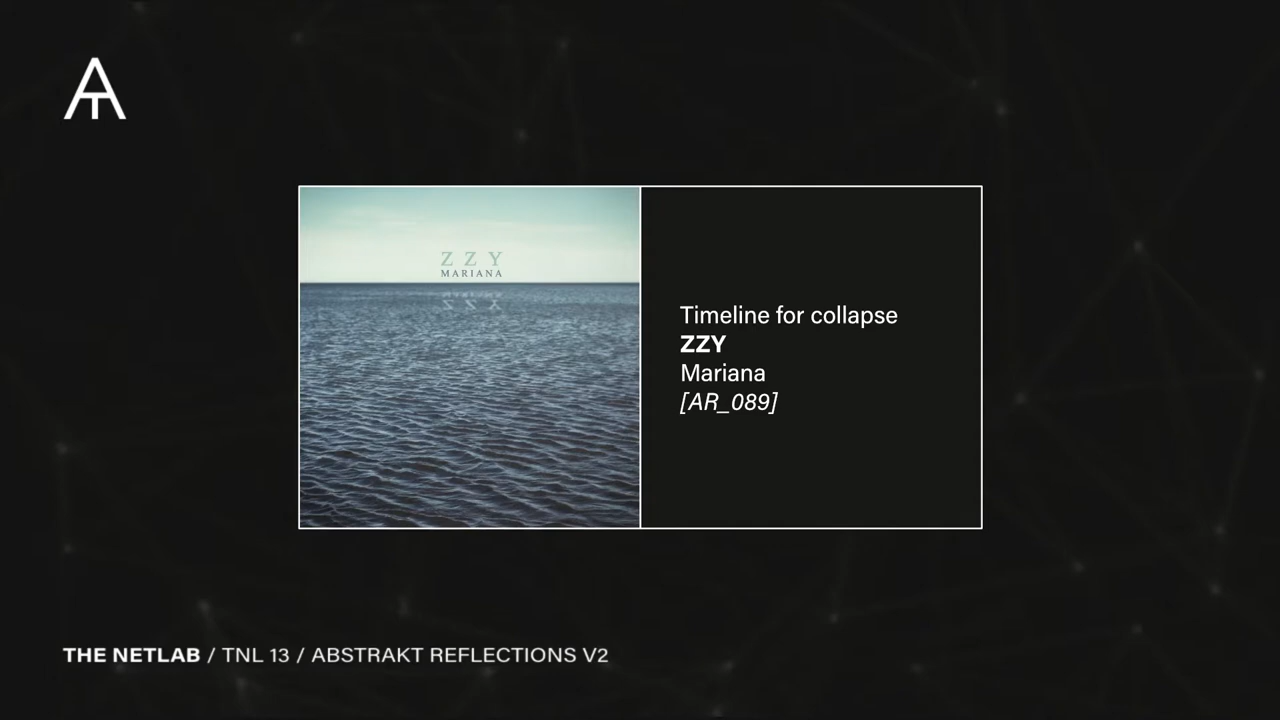 ZZY
MARIANA
Timeline for collapse
ZZY
Mariana
[AR_089]
THE NETLAB / TNL 13 / ABSTRAKT REFLECTIONS V2